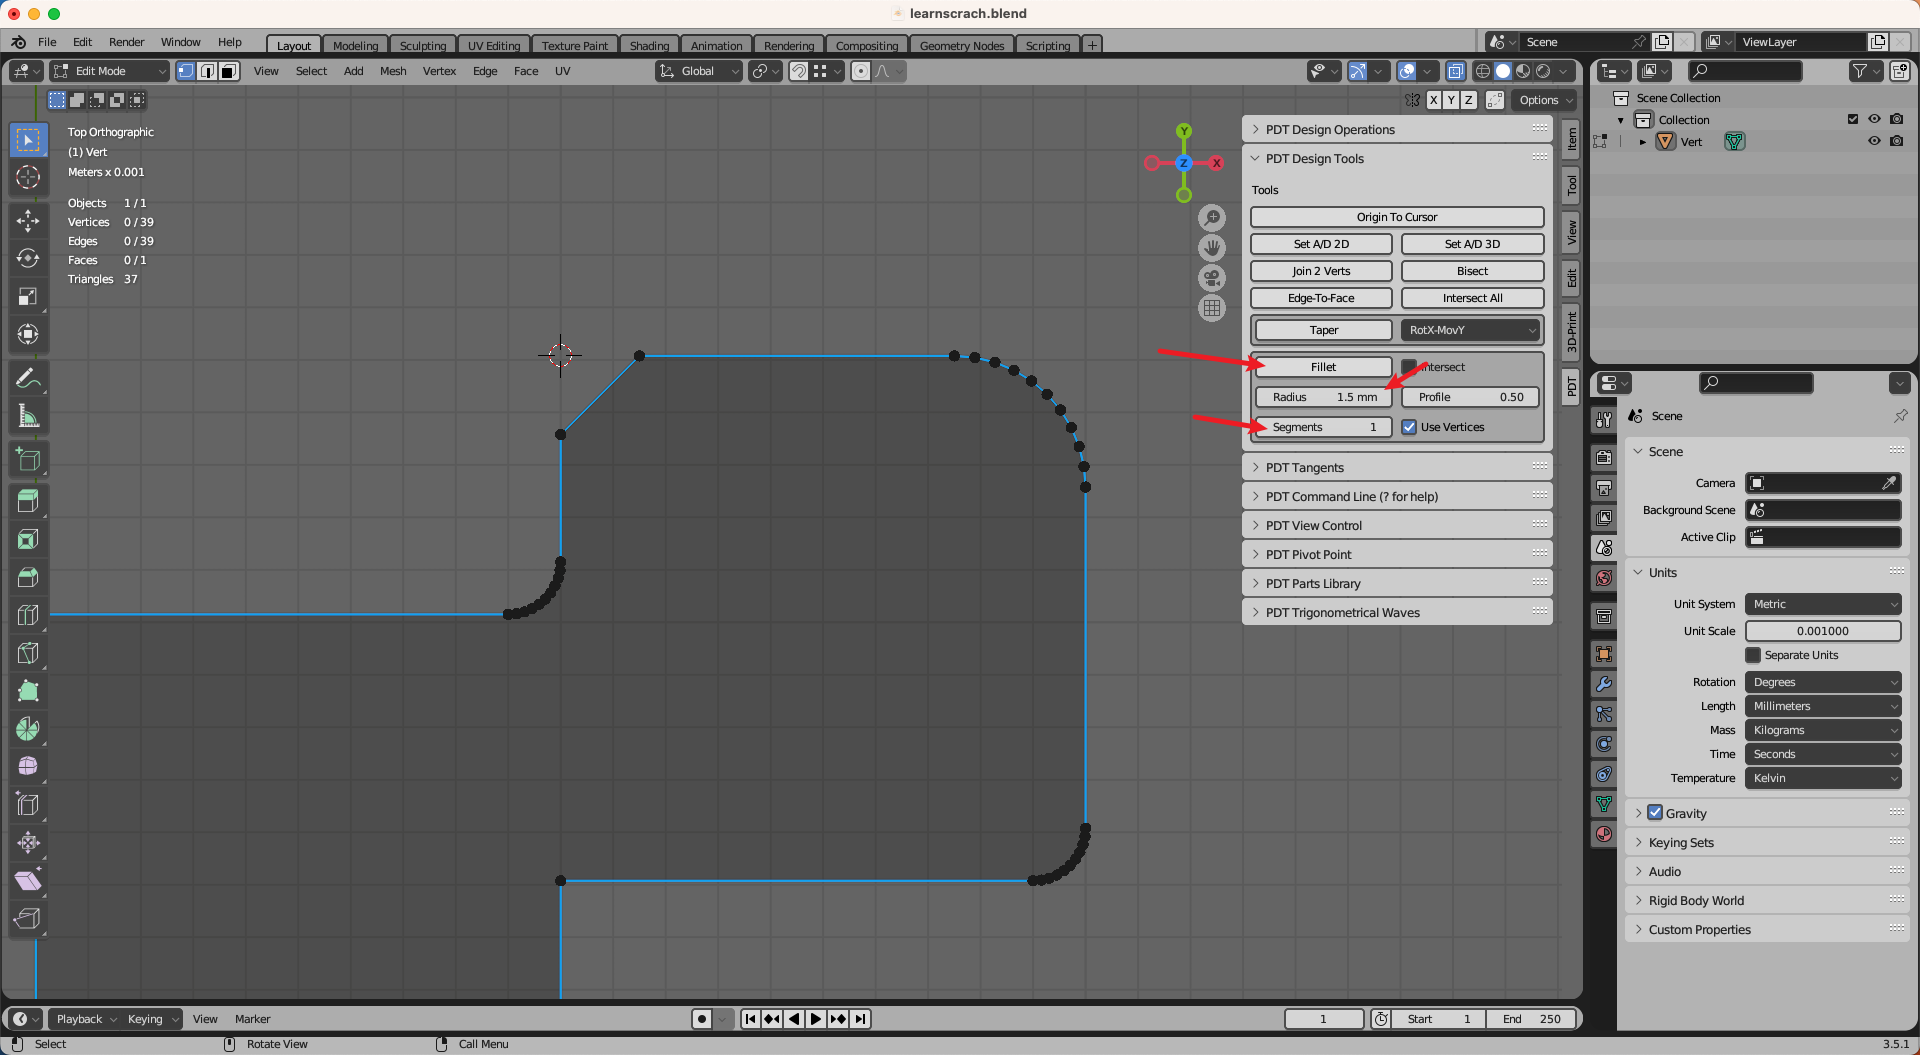 learnscrach.blend
File Edit Render Window Help Layout Modeling Sculpting UV Editing Texture Paint Shading Animation Rendering Compositing Geometry Nodes Scripting + Scene ViewLayer
Edit Mode View Select Add Mesh Vertex Edge Face UV Global
X Y Z Options
Top Orthographic
(1) Vert
Meters x 0.001
Objects 1 / 1
Vertices 0 / 39
Edges 0 / 39
Faces 0 / 1
Triangles 37
Y
Z X
PDT Design Operations
PDT Design Tools
Tools
Origin To Cursor
Set A/D 2D Set A/D 3D
Join 2 Verts Bisect
Edge-To-Face Intersect All
Taper RotX-MovY
Fillet Intersect
Radius 1.5 mm Profile 0.50
Segments 1 Use Vertices
PDT Tangents
PDT Command Line (? for help)
PDT View Control
PDT Pivot Point
PDT Parts Library
PDT Trigonometrical Waves
Item
Tool
View
Edit
3D-Print
PDT
Scene Collection
Collection
Vert
Scene
Scene
Camera
Background Scene
Active Clip
Units
Unit System Metric
Unit Scale 0.001000
Separate Units
Rotation Degrees
Length Millimeters
Mass Kilograms
Time Seconds
Temperature Kelvin
Gravity
Keying Sets
Audio
Rigid Body World
Custom Properties
Playback Keying View Marker 1 Start 1 End 250
Select Rotate View Call Menu 3.5.1